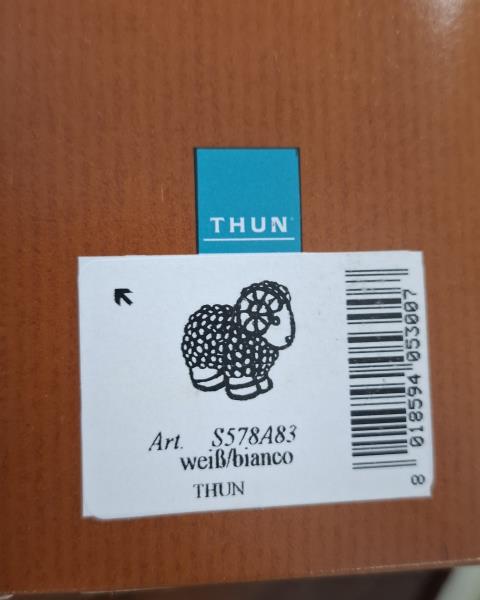 THUN
Art. S578A83
weiß/bianco
THUN
8 018594 053007